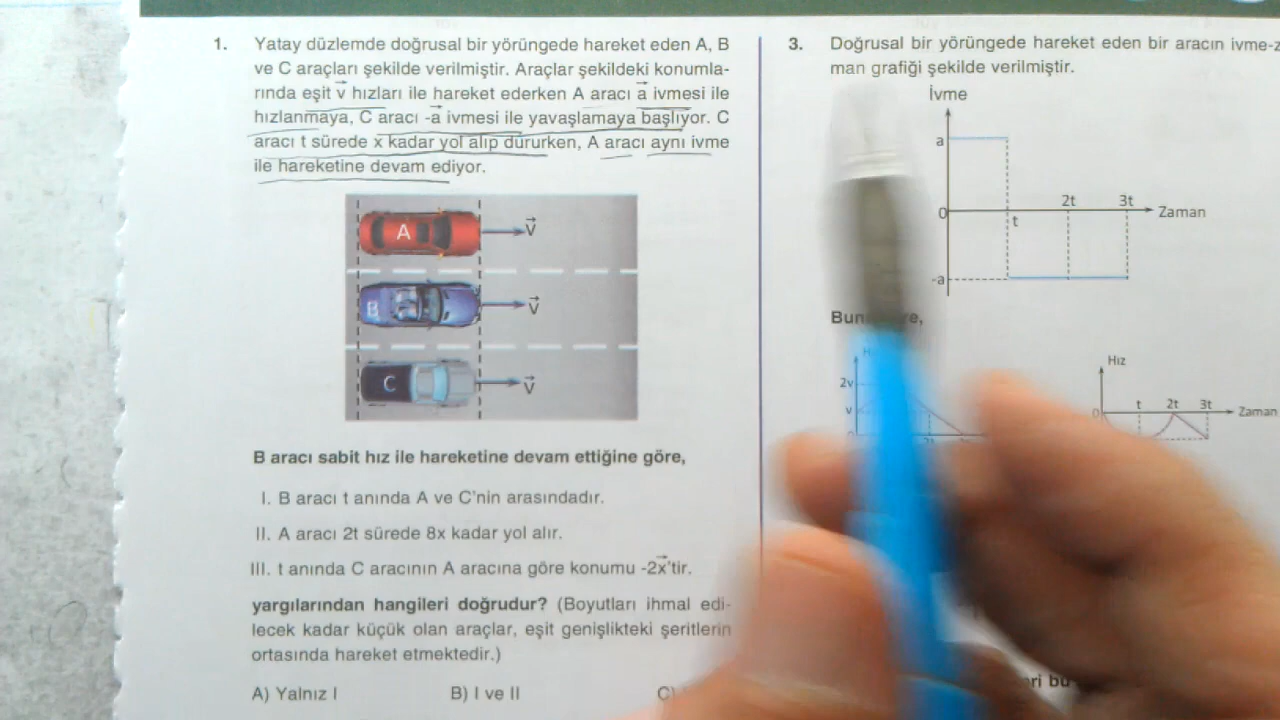 1. Yatay düzlemde doğrusal bir yörüngede hareket eden A, B
ve C araçları şekilde verilmiştir. Araçlar şekildeki konumla-
rında eşit v⃗ hızları ile hareket ederken A aracı a⃗ ivmesi ile
hızlanmaya, C aracı -a⃗ ivmesi ile yavaşlamaya başlıyor. C
aracı t sürede x kadar yol alıp dururken, A aracı aynı ivme
ile hareketine devam ediyor.
A v⃗
B v⃗
C v⃗
B aracı sabit hız ile hareketine devam ettiğine göre,
I. B aracı t anında A ve C'nin arasındadır.
II. A aracı 2t sürede 8x kadar yol alır.
III. t anında C aracının A aracına göre konumu -2x⃗'tir.
yargılarından hangileri doğrudur? (Boyutları ihmal edi-
lecek kadar küçük olan araçlar, eşit genişlikteki şeritlerin
ortasında hareket etmektedir.)
A) Yalnız I B) I ve II C)
3. Doğrusal bir yörüngede hareket eden bir aracın ivme-z
man grafiği şekilde verilmiştir.
İvme
a
0 t 2t 3t Zaman
-a
2v
v
Hız
0 t 2t 3t Zaman